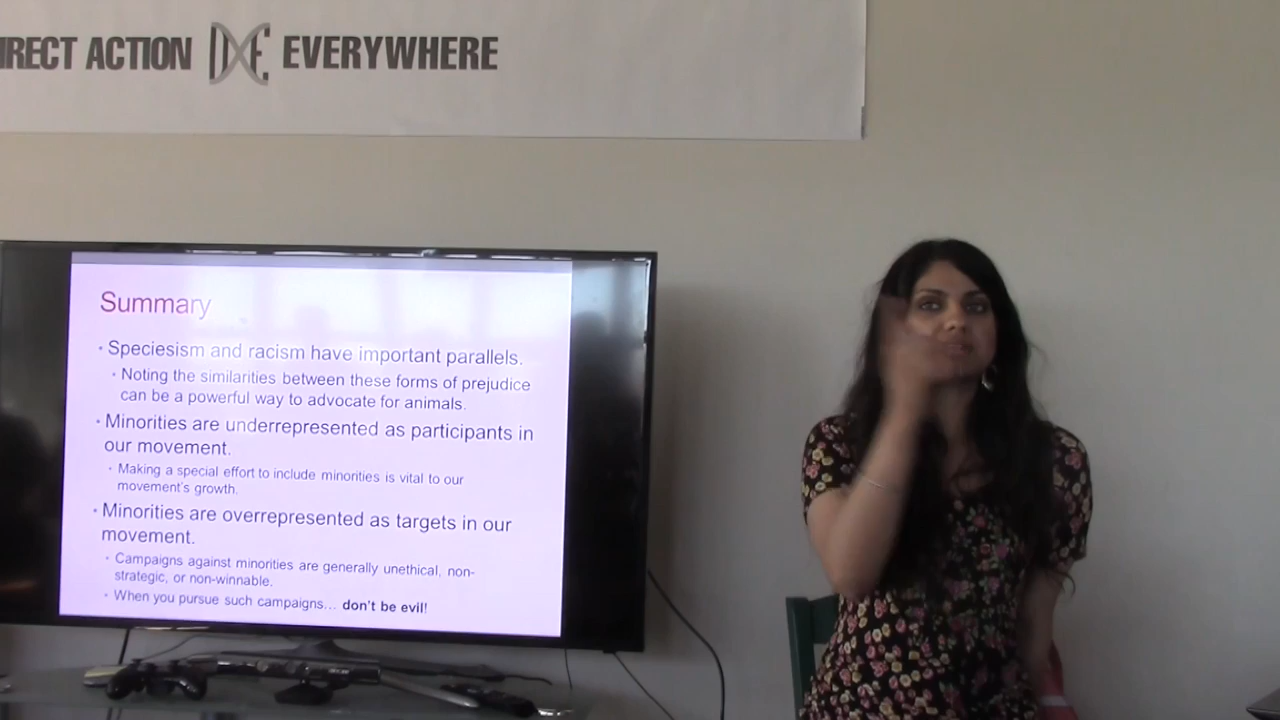 IRECT ACTION DXE EVERYWHERE
Summary
• Speciesism and racism have important parallels.
• Noting the similarities between these forms of prejudice
can be a powerful way to advocate for animals.
• Minorities are underrepresented as participants in
our movement.
• Making a special effort to include minorities is vital to our
movement's growth.
• Minorities are overrepresented as targets in our
movement.
• Campaigns against minorities are generally unethical, non-
strategic, or non-winnable.
• When you pursue such campaigns... don't be evil!